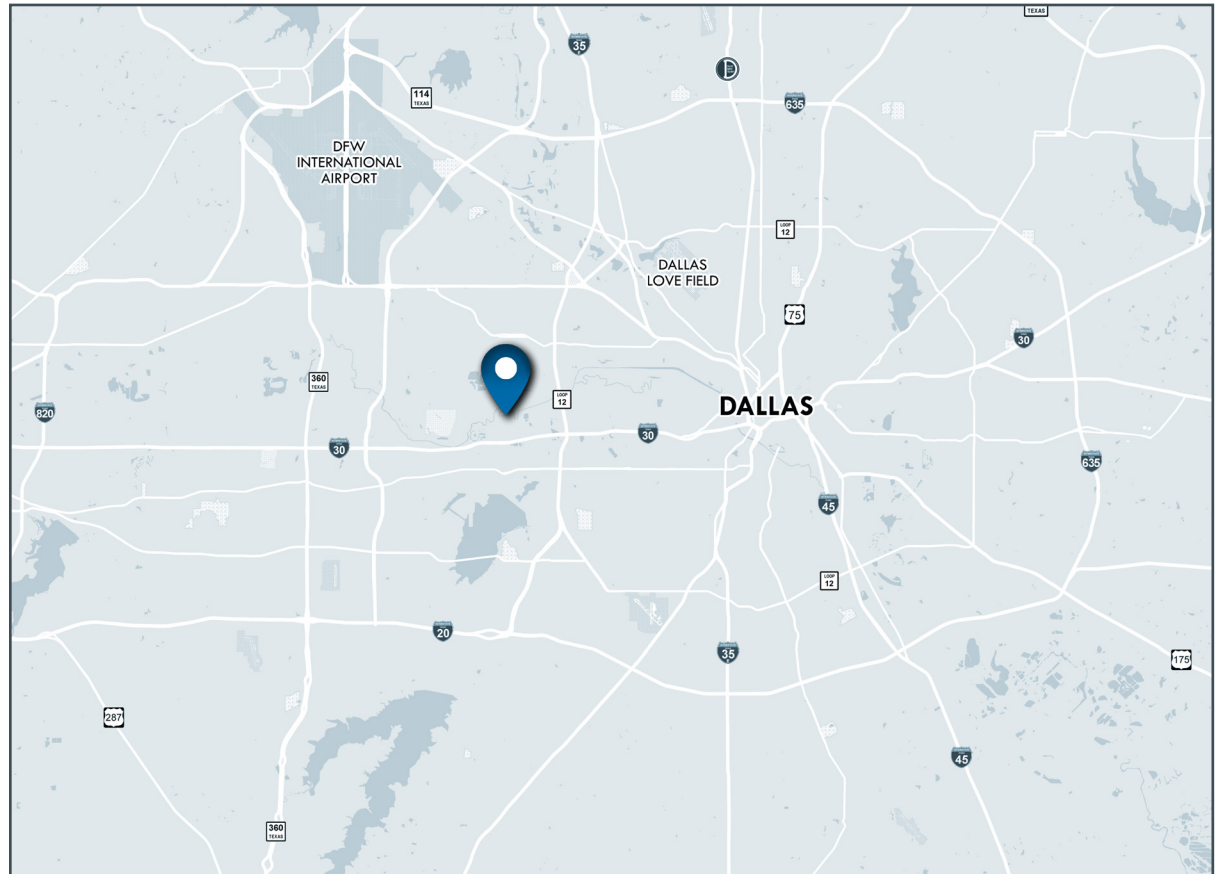 TEXAS
35
114
TEXAS
635
DFW
INTERNATIONAL
AIRPORT
LOOP
12
DALLAS
LOVE FIELD
75
30
360
TEXAS
LOOP
12
820
DALLAS
30
30
635
45
LOOP
12
20
35
175
287
45
360
TEXAS